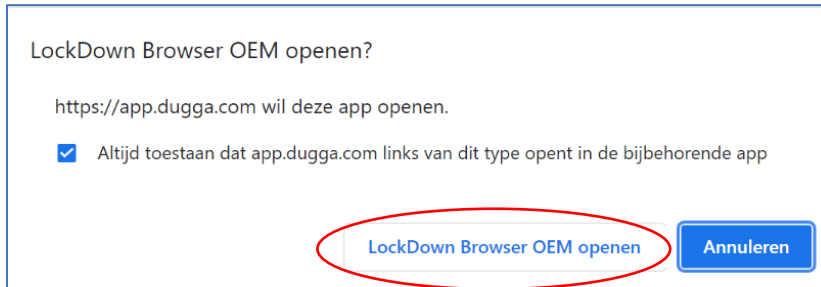 LockDown Browser OEM openen?
https://app.dugga.com wil deze app openen.
Altijd toestaan dat app.dugga.com links van dit type opent in de bijbehorende app
LockDown Browser OEM openen Annuleren